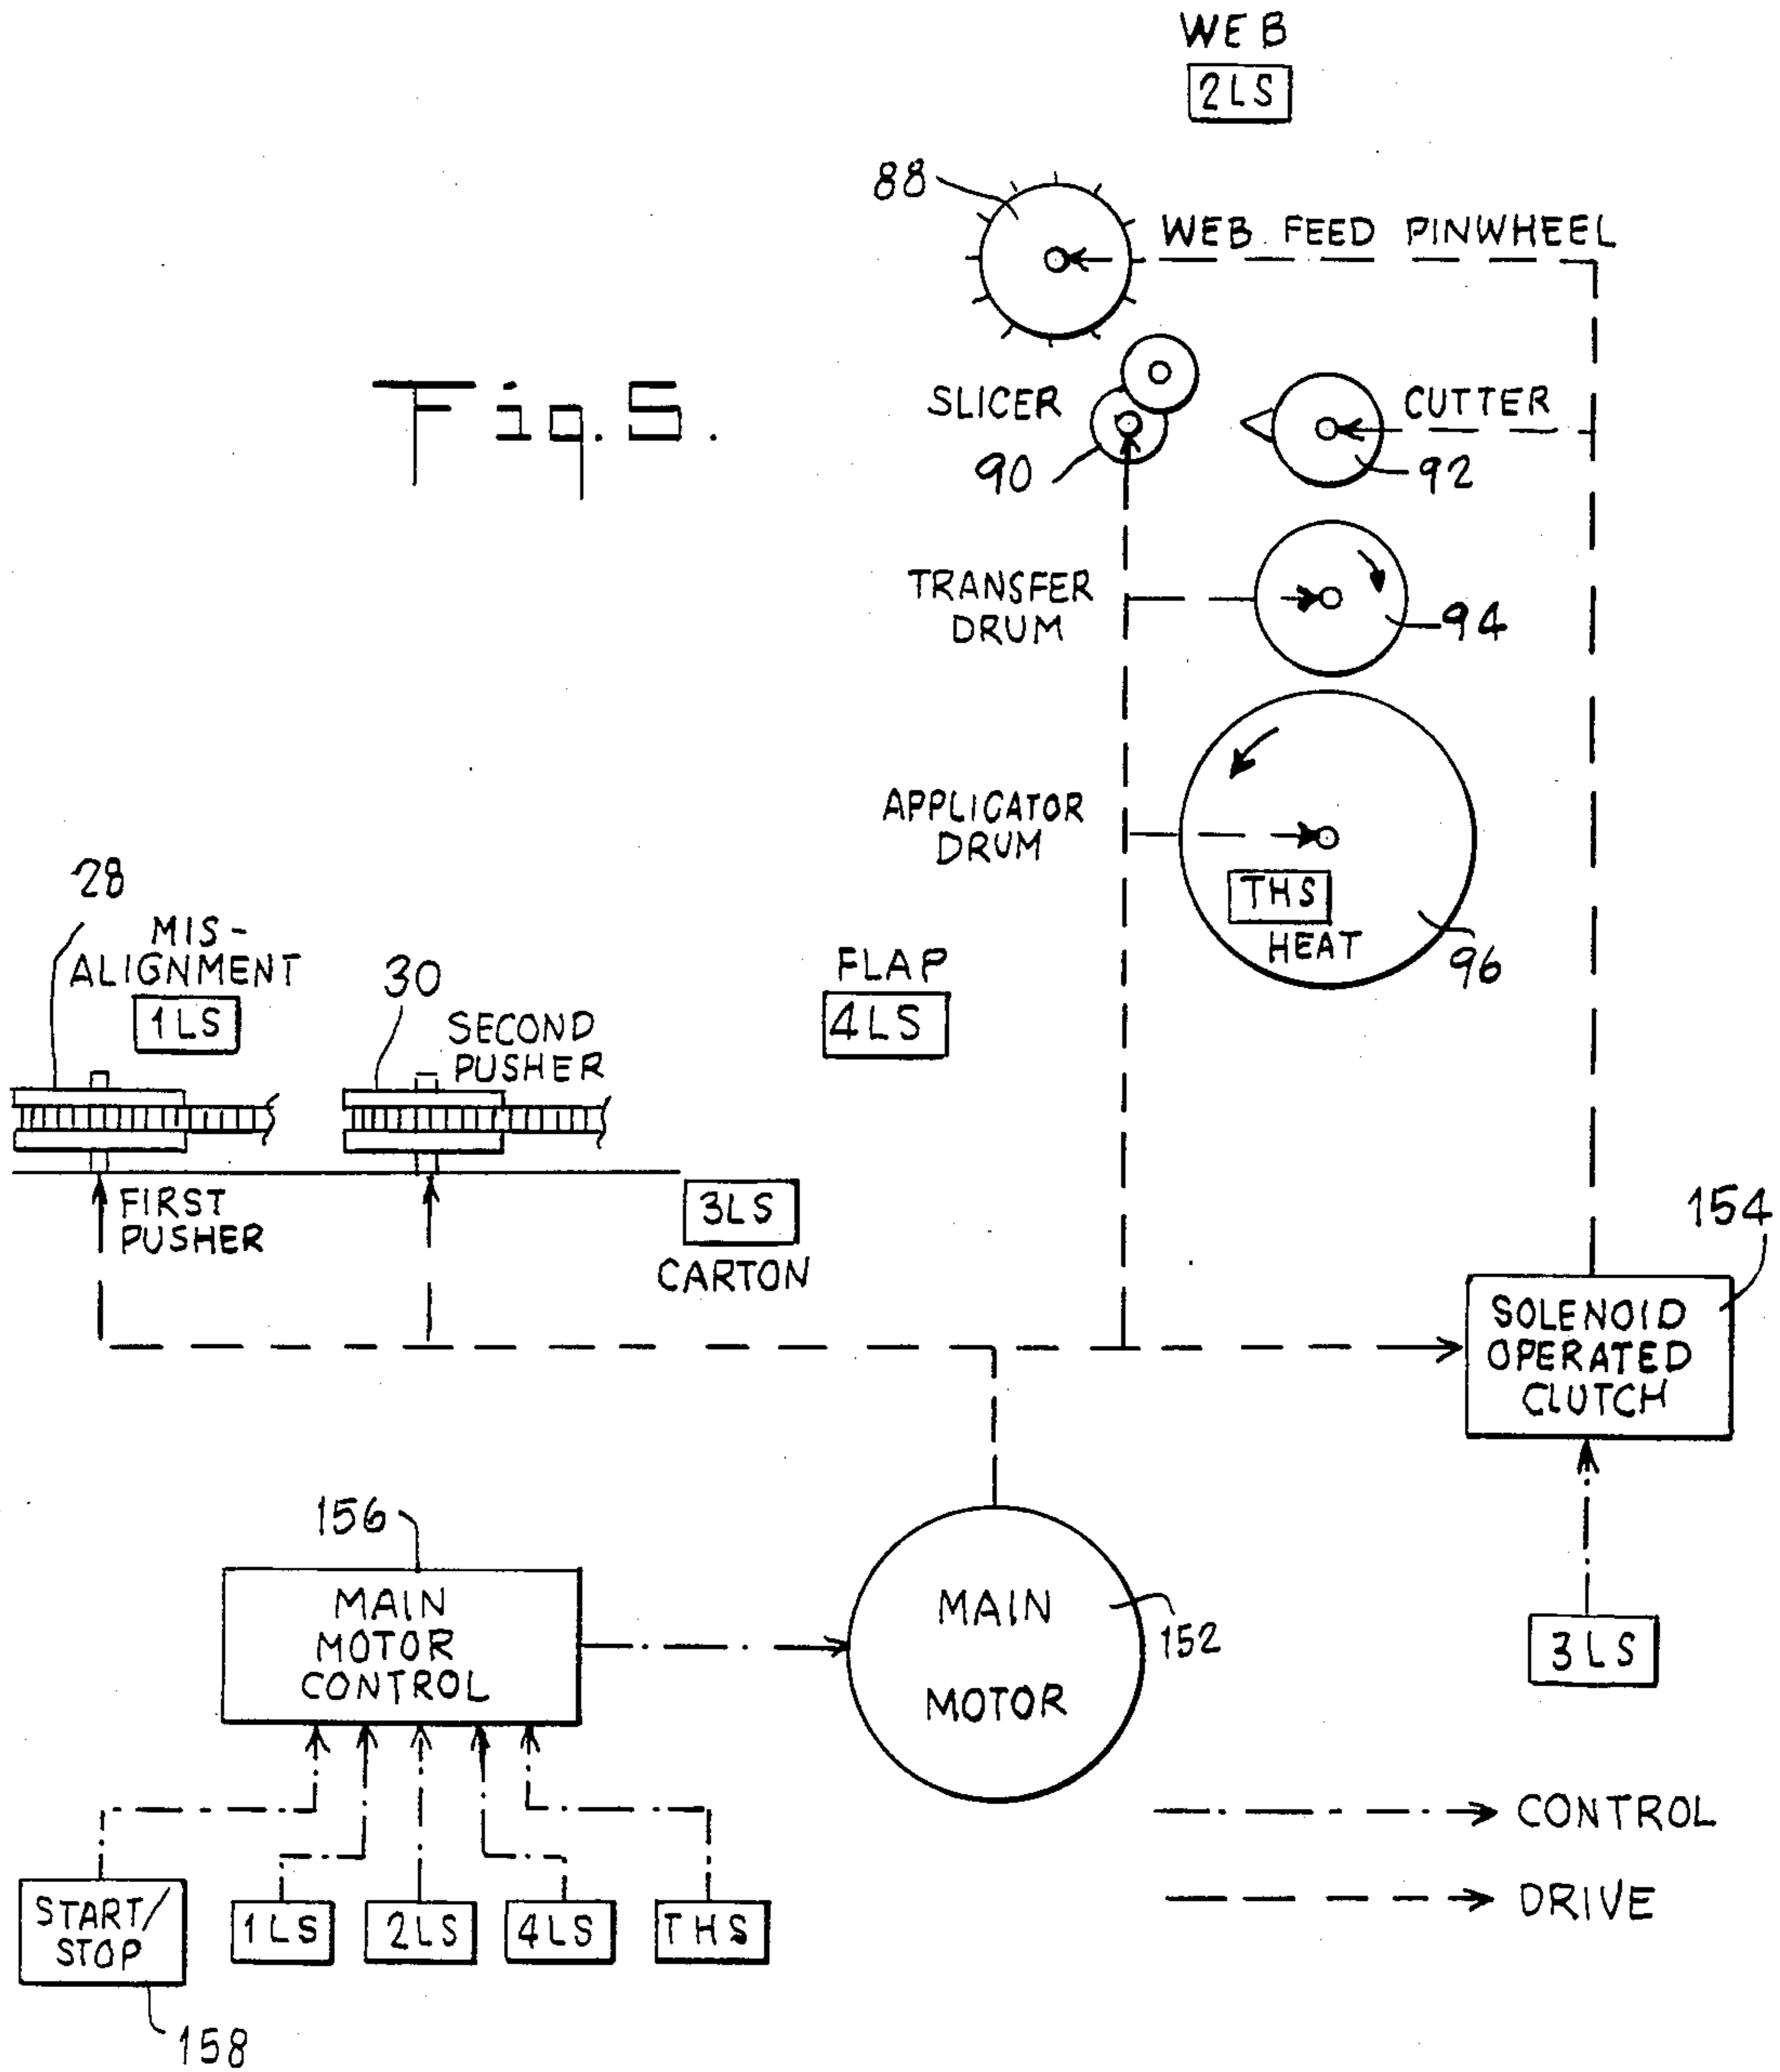 WEB
2LS
88
WEB FEED PINWHEEL
Fig. 5.
SLICER
CUTTER
90
92
TRANSFER
DRUM
94
APPLICATOR
DRUM
THS
HEAT
96
28
MIS-
ALIGNMENT
1LS
30
SECOND
PUSHER
FLAP
4LS
FIRST
PUSHER
3LS
CARTON
154
SOLENOID
OPERATED
CLUTCH
156
MAIN
MOTOR
CONTROL
MAIN
MOTOR
152
3LS
CONTROL
DRIVE
START/
STOP
1LS
2LS
4LS
THS
158